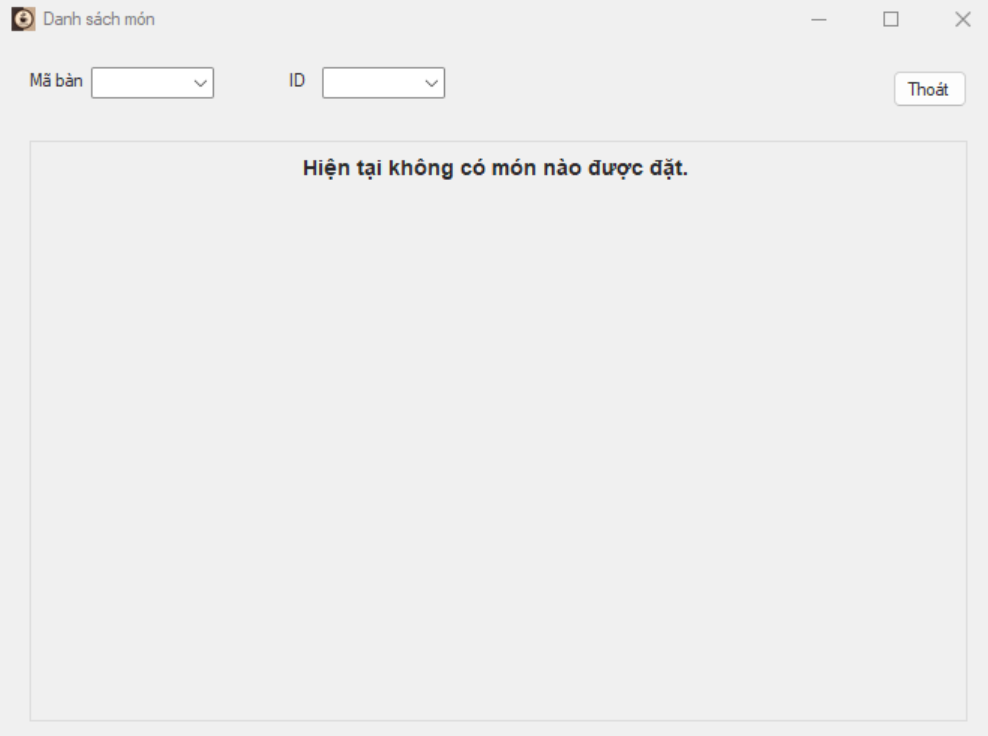 Danh sách món
Mã bàn ID Thoát
Hiện tại không có món nào được đặt.